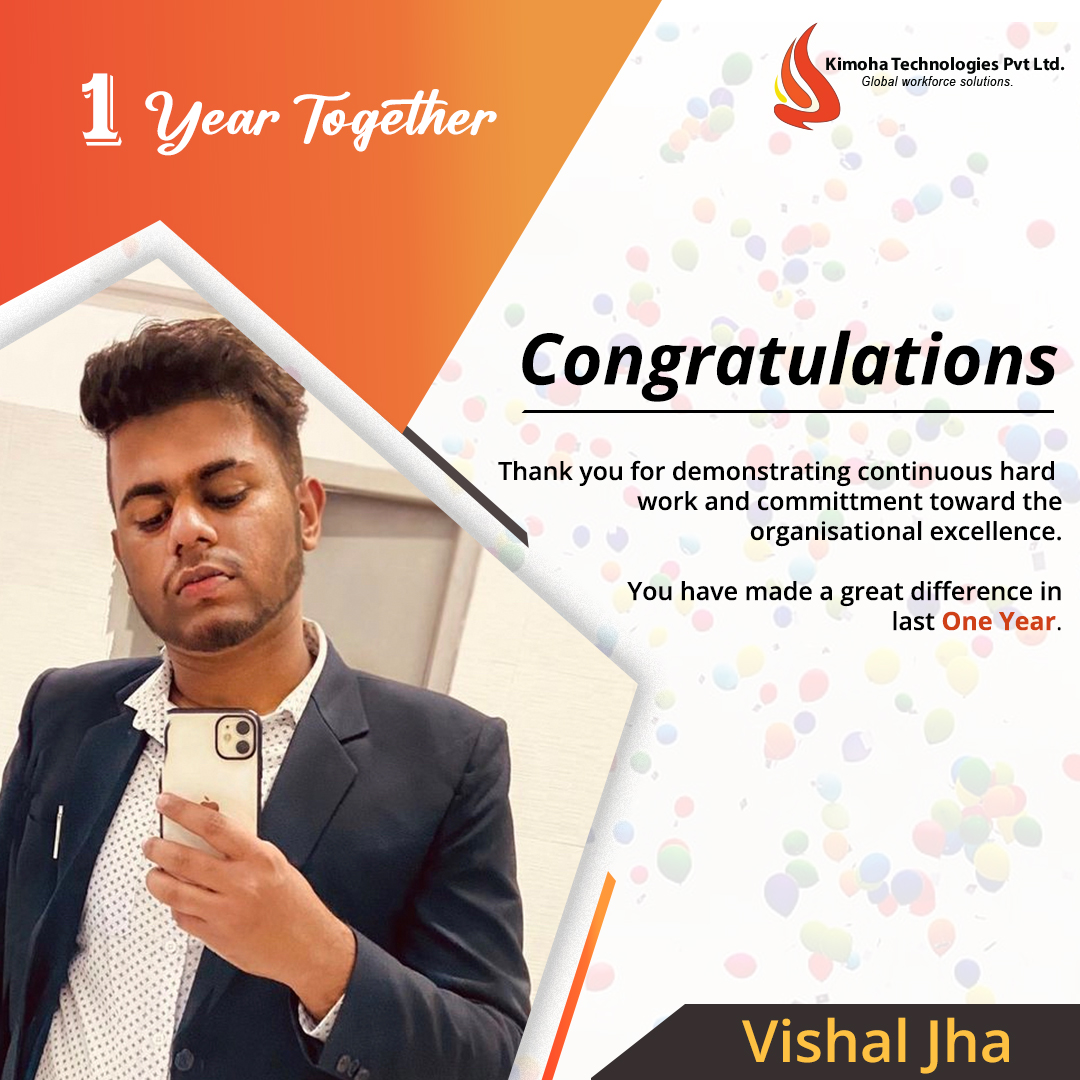 1 Year Together
Kimoha Technologies Pvt Ltd.
Global workforce solutions.
Congratulations
Thank you for demonstrating continuous hard
work and committment toward the
organisational excellence.
You have made a great difference in
last One Year.
Vishal Jha